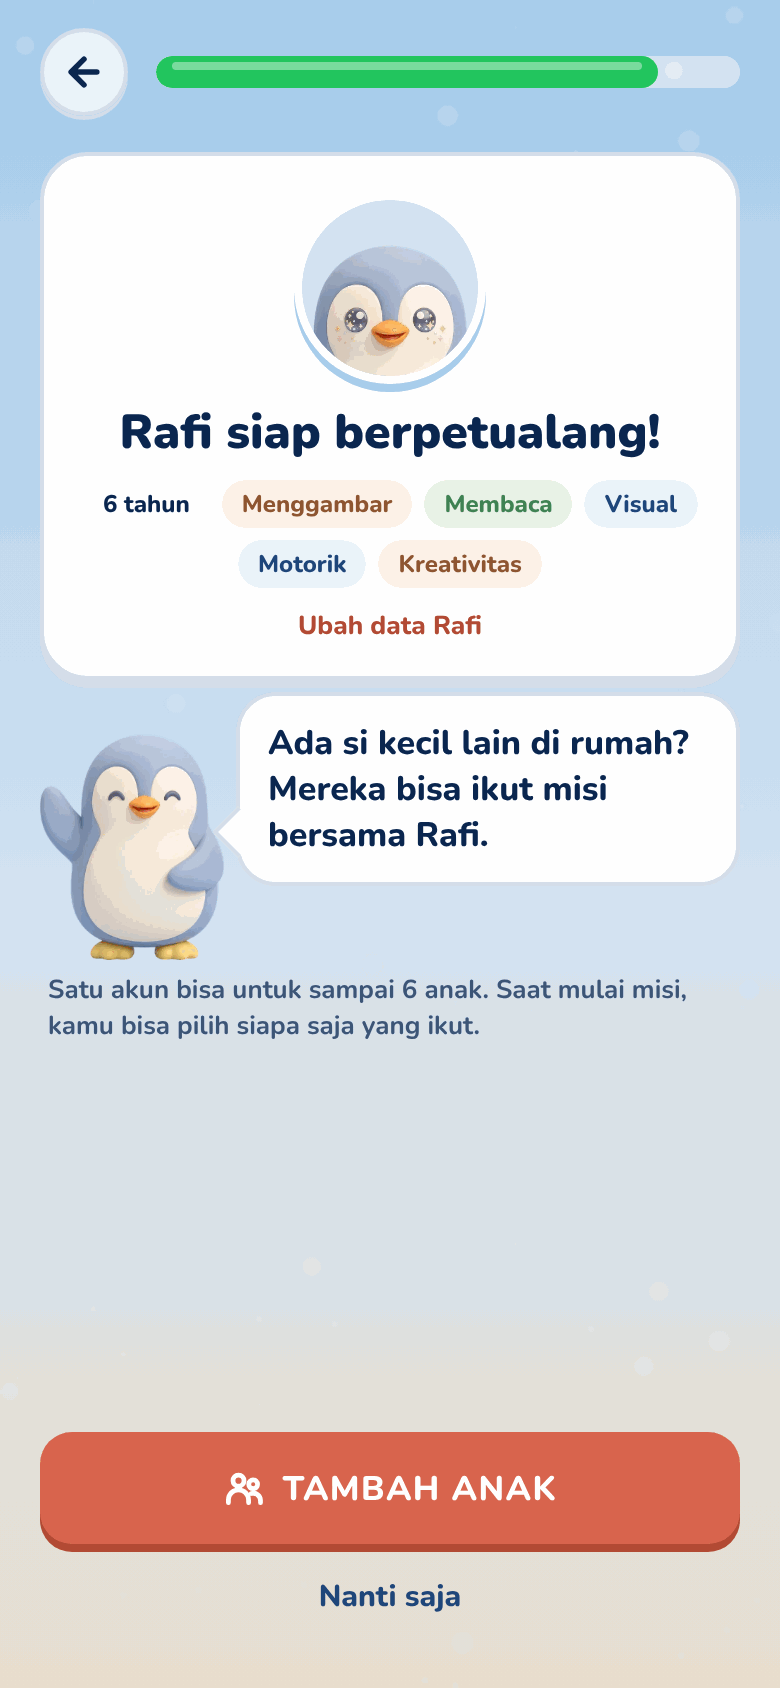 Rafi siap berpetualang!
6 tahun Menggambar Membaca Visual
Motorik Kreativitas
Ubah data Rafi
Ada si kecil lain di rumah?
Mereka bisa ikut misi
bersama Rafi.
Satu akun bisa untuk sampai 6 anak. Saat mulai misi,
kamu bisa pilih siapa saja yang ikut.
TAMBAH ANAK
Nanti saja